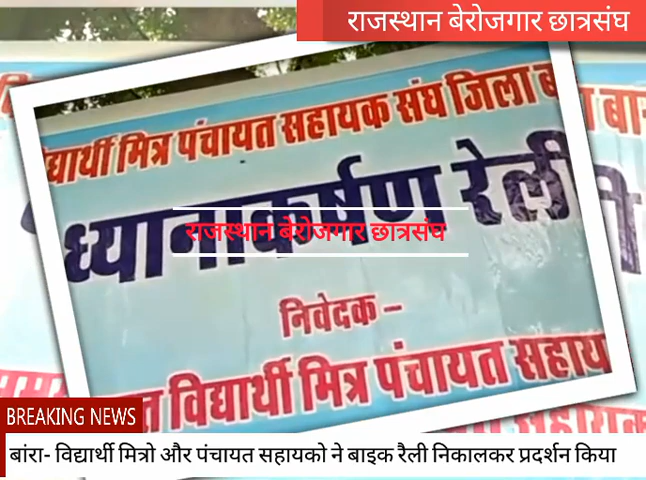 राजस्थान बेरोजगार छात्रसंघ
विद्यार्थी मित्र पंचायत सहायक संघ जिला
ध्यानाकर्षण रेली
राजस्थान बेरोजगार छात्रसंघ
निवेदक –
विद्यार्थी मित्र पंचायत सहाय
BREAKING NEWS
बांरा- विद्यार्थी मित्रो और पंचायत सहायको ने बाइक रैली निकालकर प्रदर्शन किया